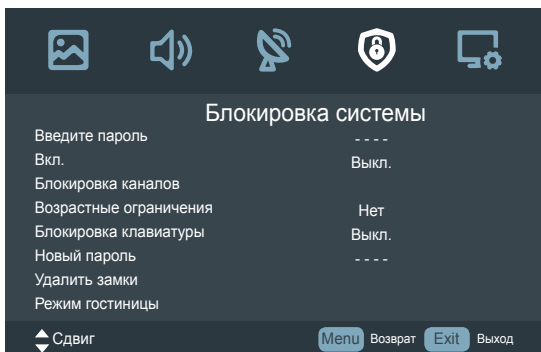 Блокировка системы
Введите пароль - - - -
Вкл. Выкл.
Блокировка каналов
Возрастные ограничения Нет
Блокировка клавиатуры Выкл.
Новый пароль - - - -
Удалить замки
Режим гостиницы
Сдвиг Menu Возврат Exit Выход